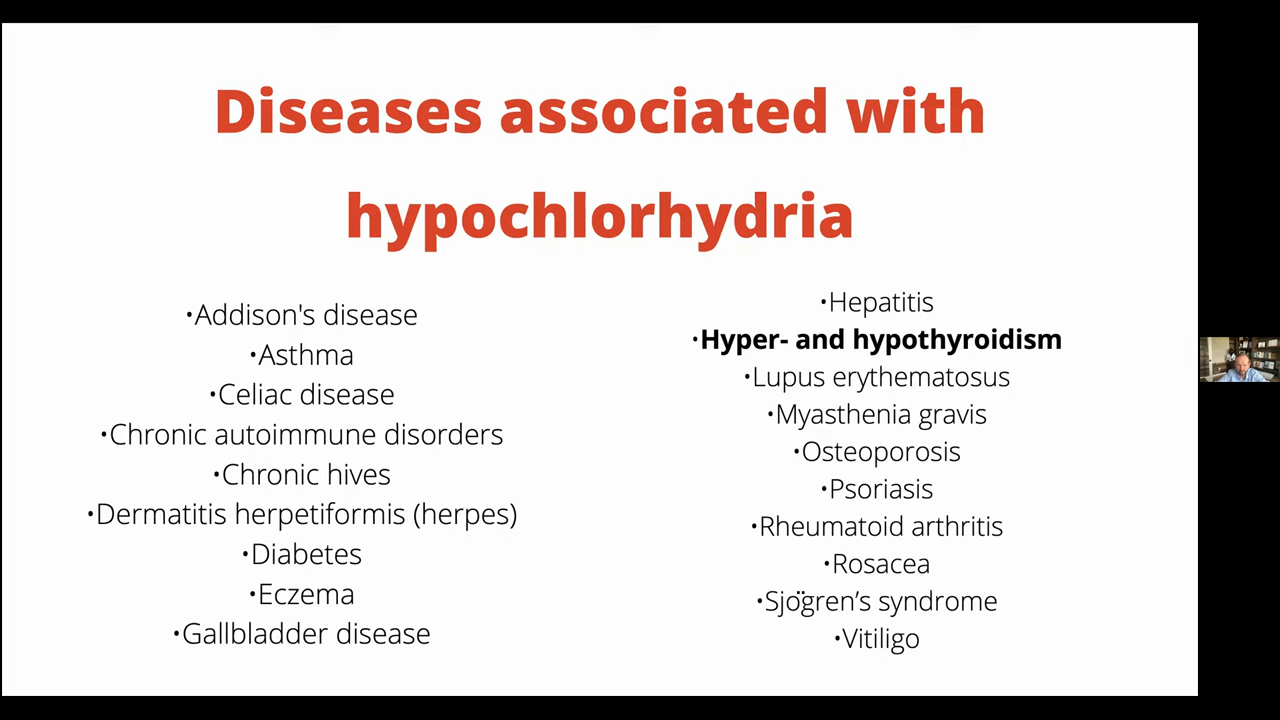 Diseases associated with
hypochlorhydria
•Addison's disease
•Asthma
•Celiac disease
•Chronic autoimmune disorders
•Chronic hives
•Dermatitis herpetiformis (herpes)
•Diabetes
•Eczema
•Gallbladder disease
•Hepatitis
•Hyper- and hypothyroidism
•Lupus erythematosus
•Myasthenia gravis
•Osteoporosis
•Psoriasis
•Rheumatoid arthritis
•Rosacea
•Sjögren’s syndrome
•Vitiligo